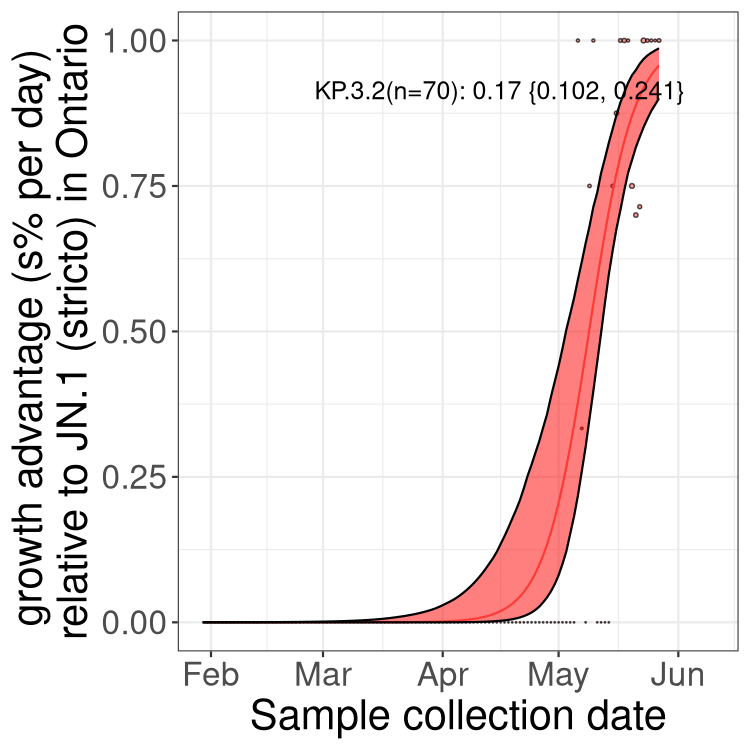 growth advantage (s% per day)
relative to JN.1 (stricto) in Ontario
1.00
0.75
0.50
0.25
0.00
KP.3.2(n=70): 0.17 {0.102, 0.241}
Feb Mar Apr May Jun
Sample collection date